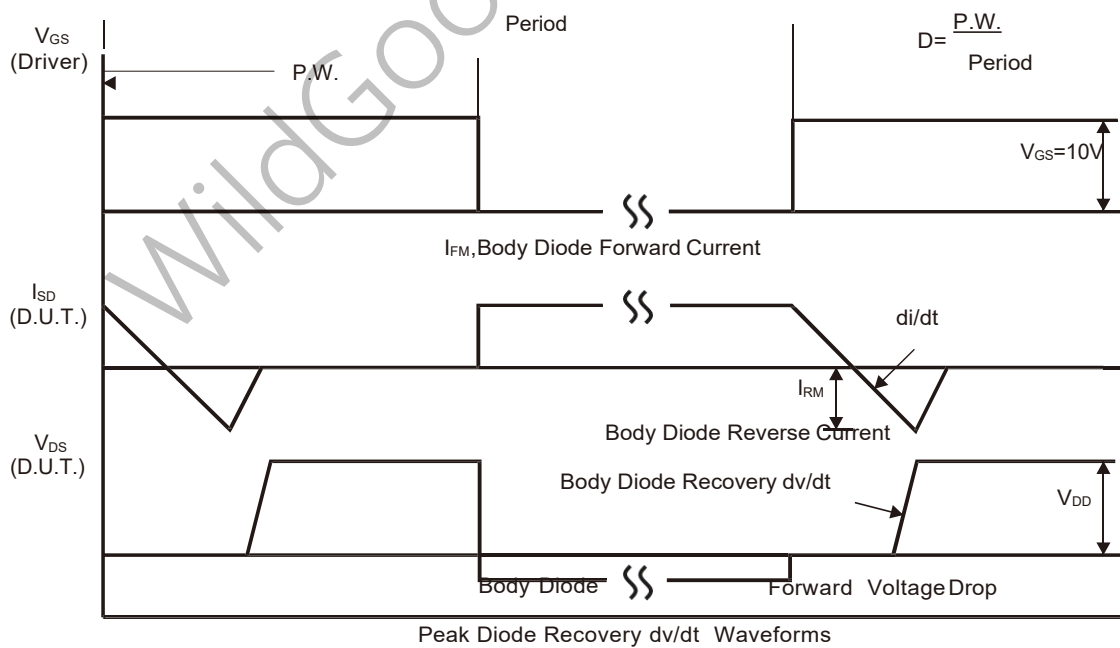 VGS
(Driver)
Period
P.W.
D= P.W.
Period
VGS=10V
IFM,Body Diode Forward Current
ISD
(D.U.T.)
di/dt
IRM
Body Diode Reverse Current
VDS
(D.U.T.)
Body Diode Recovery dv/dt
VDD
Body Diode Forward Voltage Drop
Peak Diode Recovery dv/dt Waveforms
WildGoo